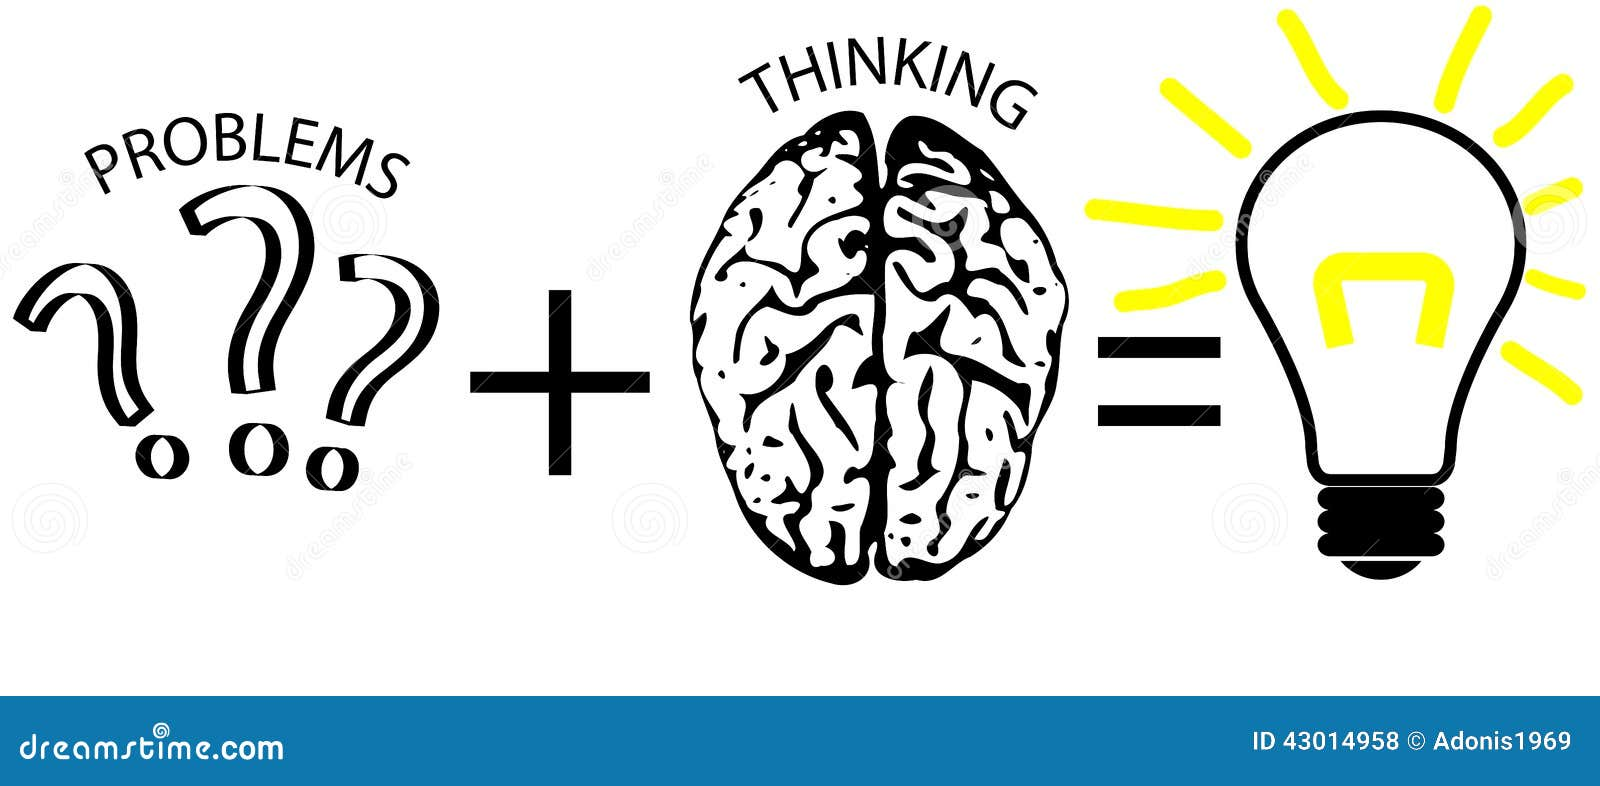 PROBLEMS
THINKING
???
+
=
dreamstime.com
ID 43014958 © Adonis1969